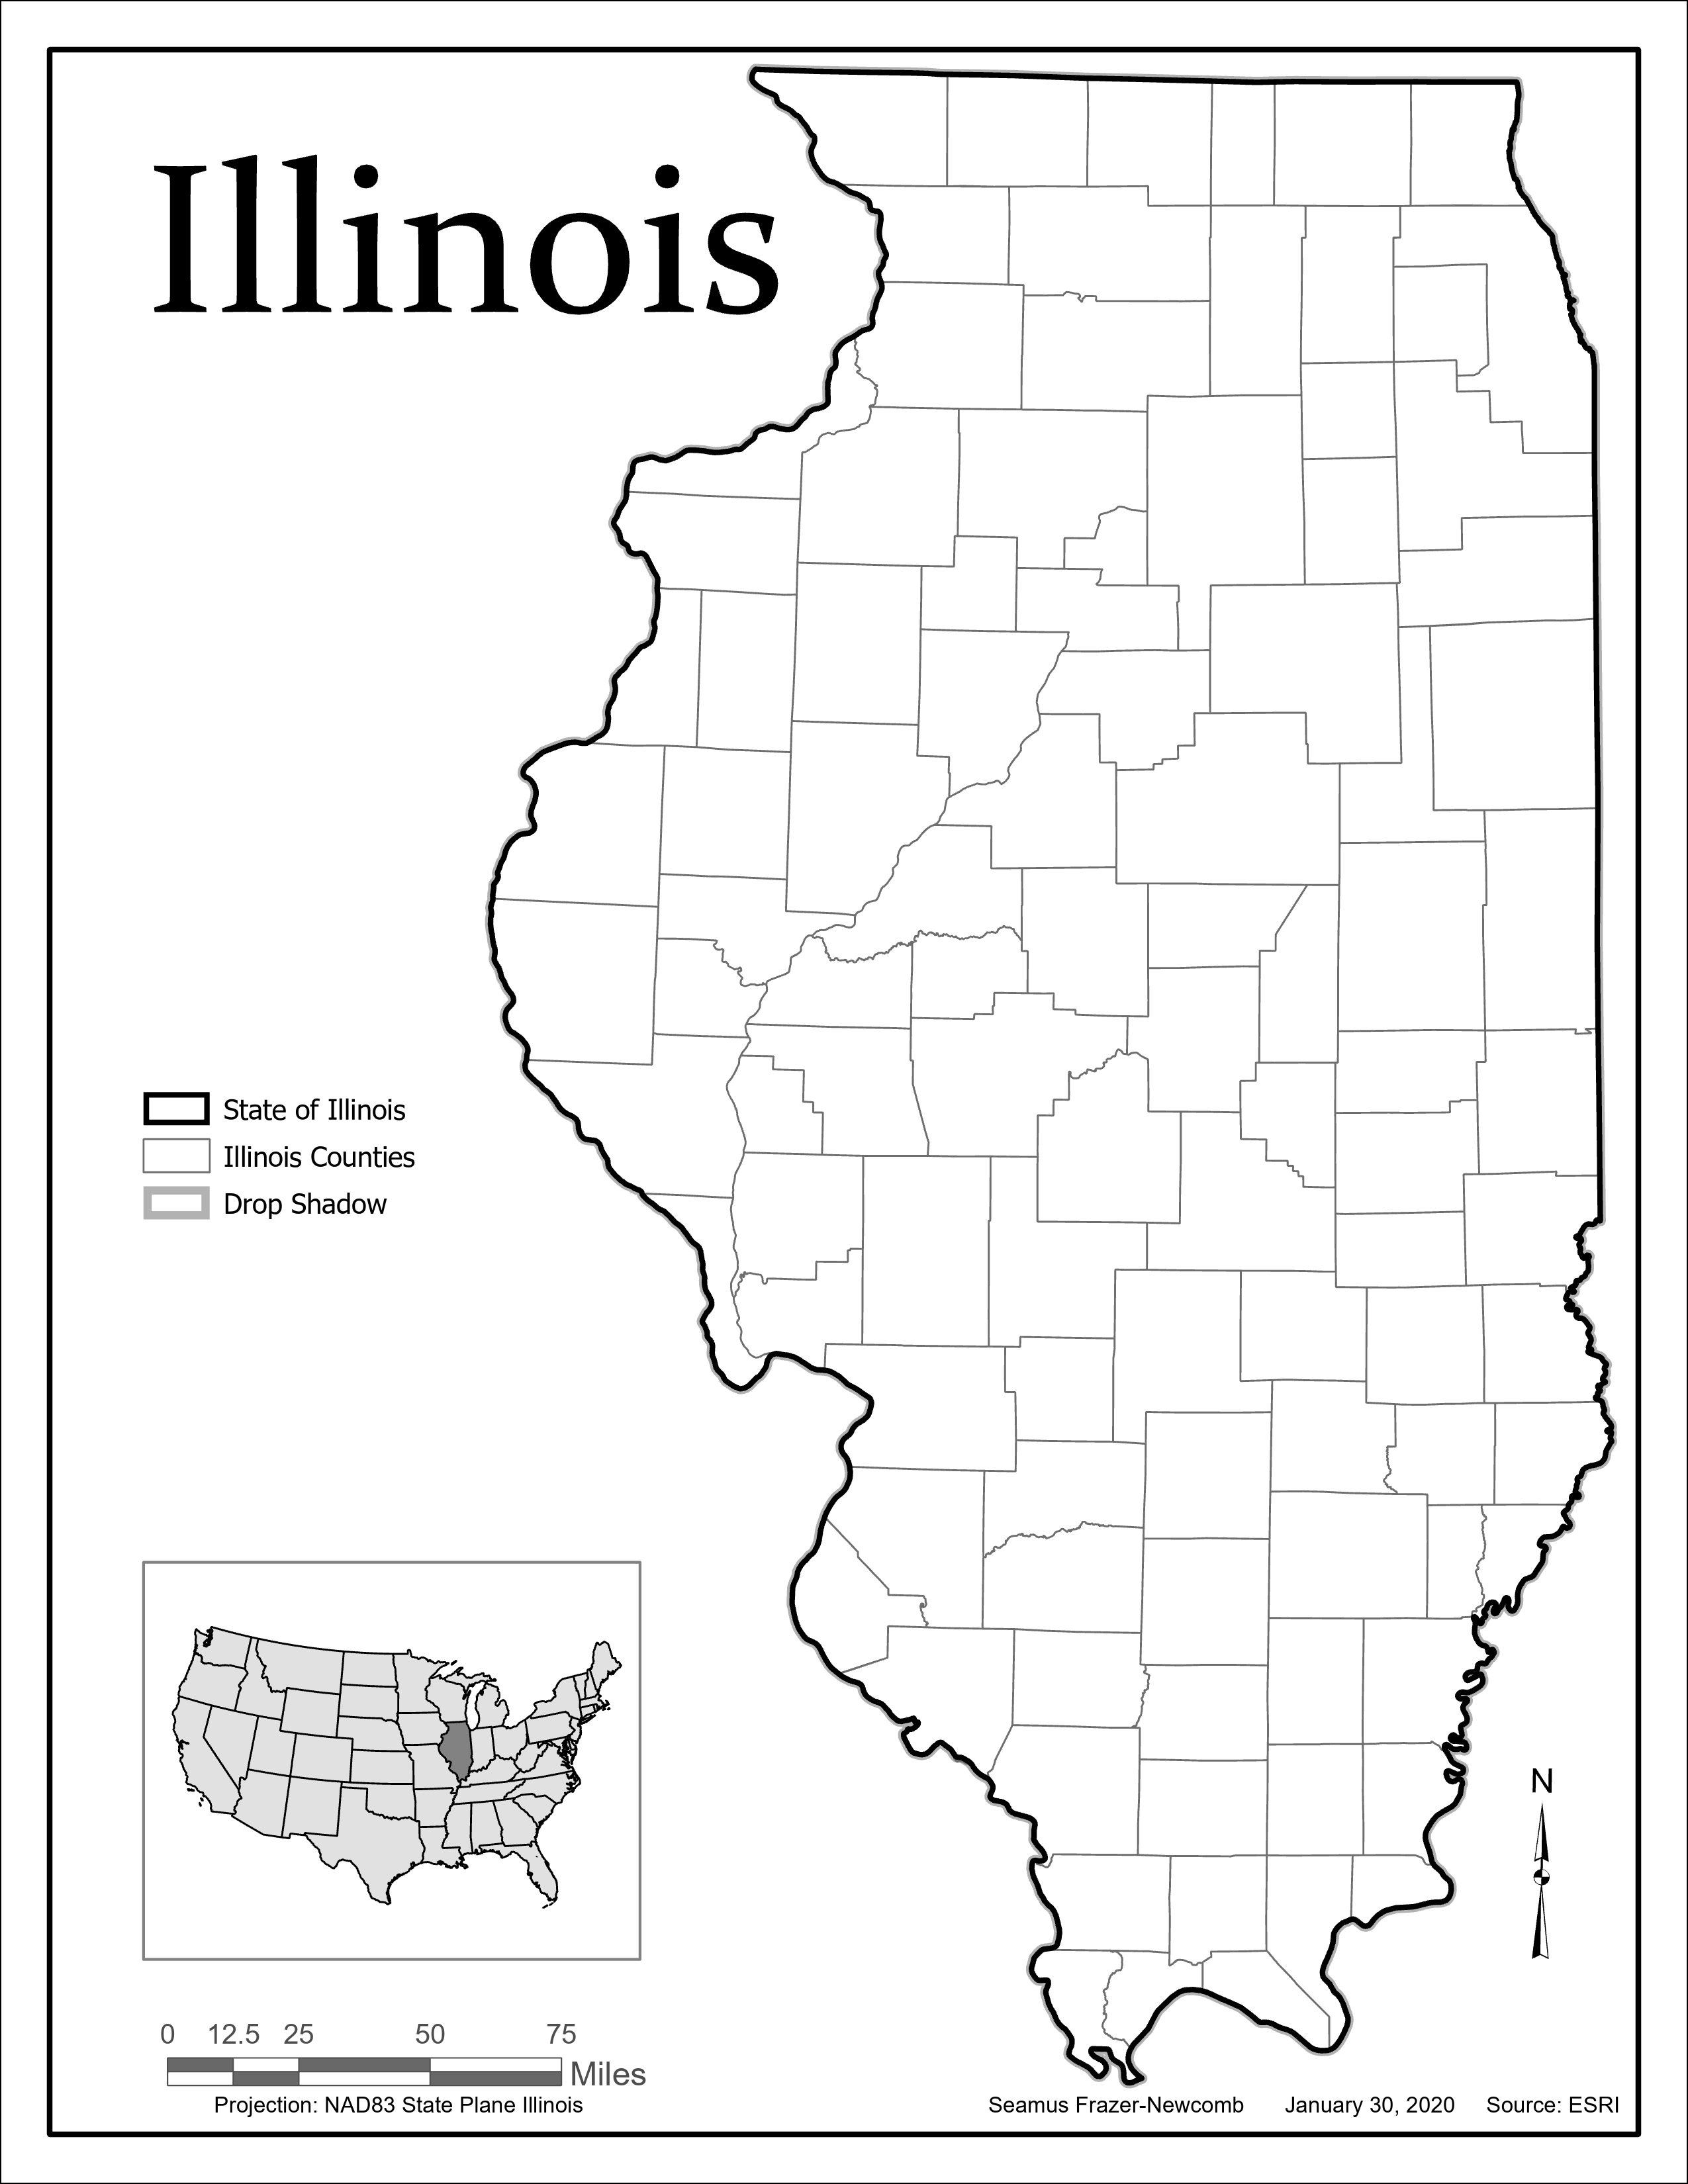 Illinois
State of Illinois
Illinois Counties
Drop Shadow
N
0 12.5 25 50 75
Miles
Projection: NAD83 State Plane Illinois
Seamus Frazer-Newcomb January 30, 2020 Source: ESRI